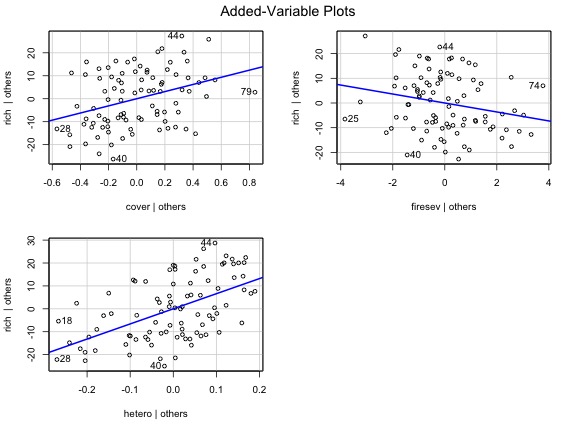 Added-Variable Plots
rich | others
20
10
0
-10
-20
44
79
28
40
-0.6 -0.4 -0.2 0.0 0.2 0.4 0.6 0.8
cover | others
rich | others
20
10
0
-10
-20
44
74
25
40
-4 -2 0 2 4
firesev | others
rich | others
30
20
10
0
-10
-20
44
18
28
40
-0.2 -0.1 0.0 0.1 0.2
hetero | others